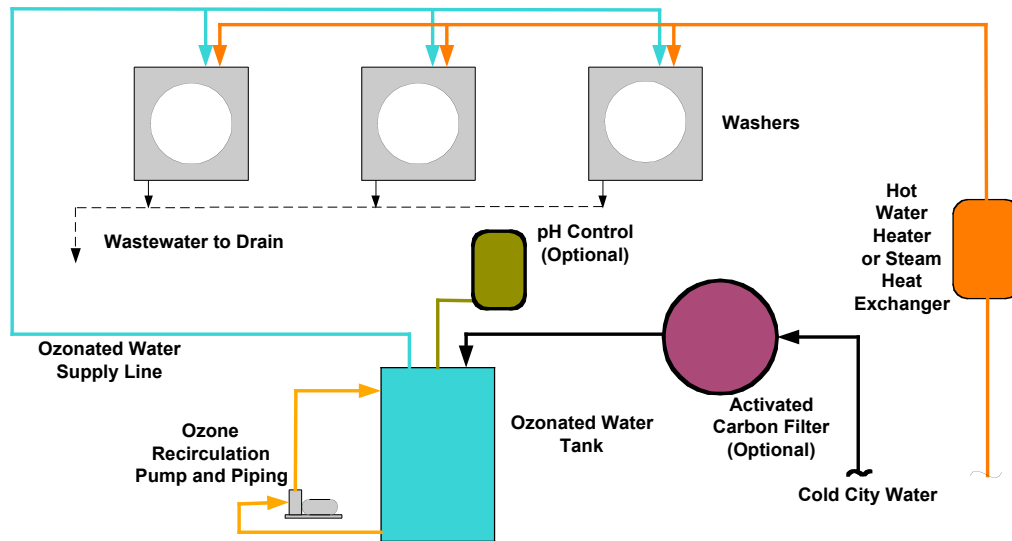 Washers
Hot
Water
Heater
or Steam
Heat
Exchanger
Wastewater to Drain
pH Control
(Optional)
Ozonated Water
Supply Line
Ozone
Recirculation
Pump and Piping
Ozonated Water
Tank
Activated
Carbon Filter
(Optional)
Cold City Water